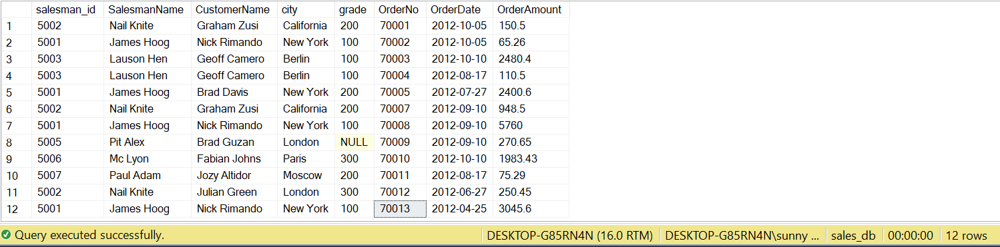 salesman_id SalesmanName CustomerName city grade OrderNo OrderDate OrderAmount
1 5002 Nail Knite Graham Zusi California 200 70001 2012-10-05 150.5
2 5001 James Hoog Nick Rimando New York 100 70002 2012-10-05 65.26
3 5003 Lauson Hen Geoff Camero Berlin 100 70003 2012-10-10 2480.4
4 5003 Lauson Hen Geoff Camero Berlin 100 70004 2012-08-17 110.5
5 5001 James Hoog Brad Davis New York 200 70005 2012-07-27 2400.6
6 5002 Nail Knite Graham Zusi California 200 70007 2012-09-10 948.5
7 5001 James Hoog Nick Rimando New York 100 70008 2012-09-10 5760
8 5005 Pit Alex Brad Guzan London NULL 70009 2012-09-10 270.65
9 5006 Mc Lyon Fabian Johns Paris 300 70010 2012-10-10 1983.43
10 5007 Paul Adam Jozy Altidor Moscow 200 70011 2012-08-17 75.29
11 5002 Nail Knite Julian Green London 300 70012 2012-06-27 250.45
12 5001 James Hoog Nick Rimando New York 100 70013 2012-04-25 3045.6
Query executed successfully. DESKTOP-G85RN4N (16.0 RTM) DESKTOP-G85RN4N\sunny ... sales_db 00:00:00 12 rows